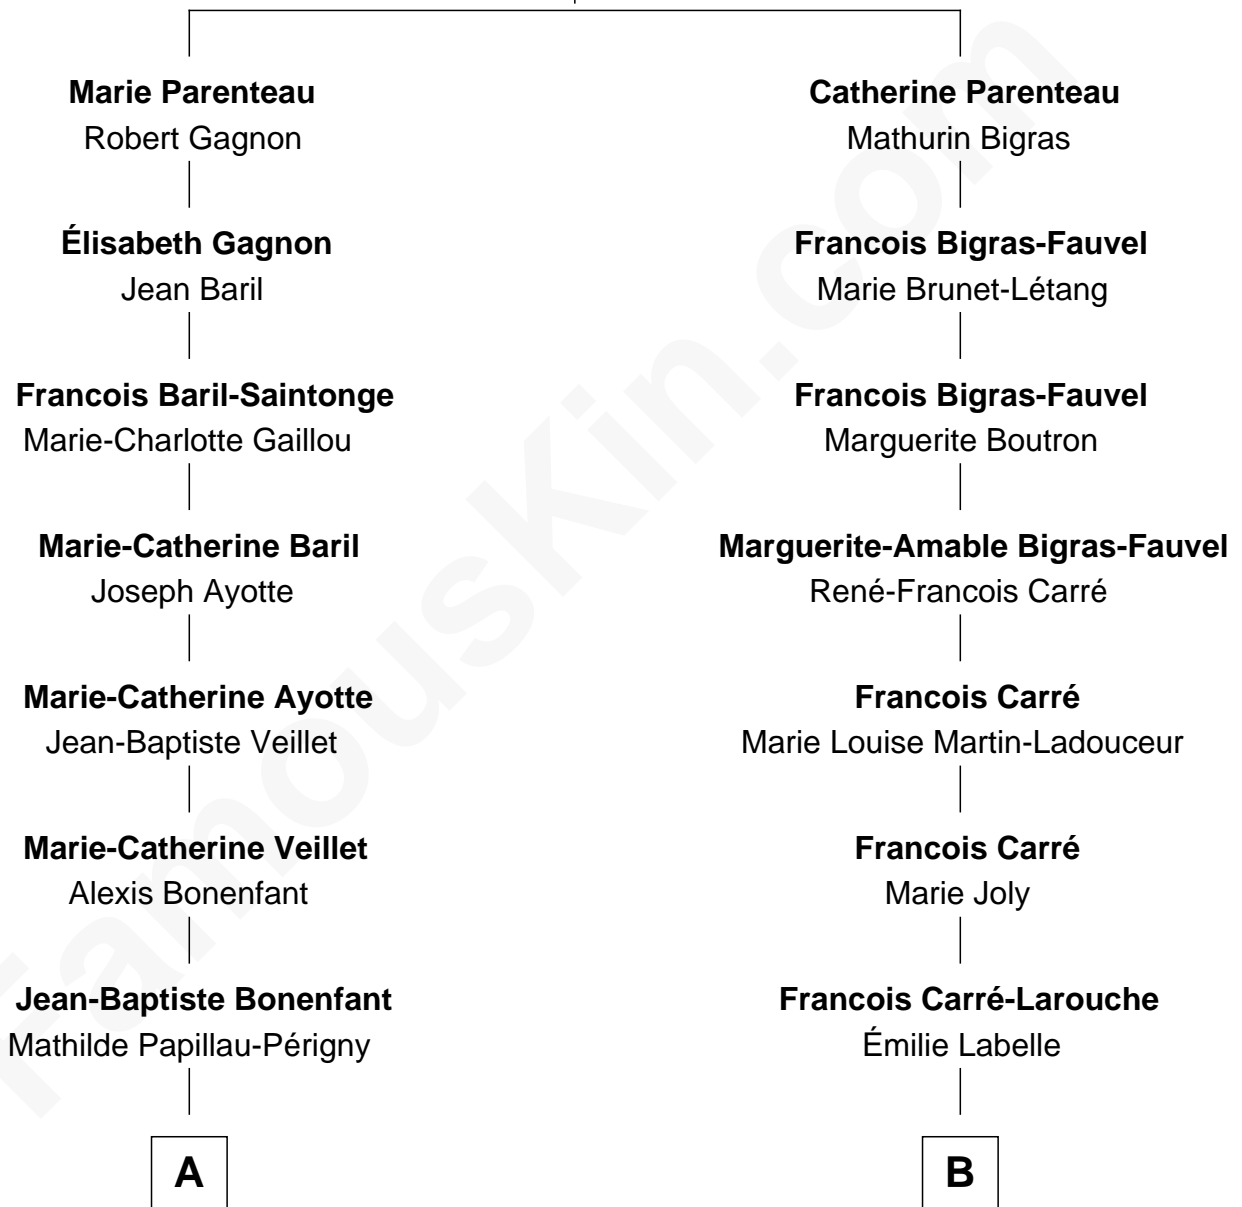 Marie Parenteau
Robert Gagnon
Élisabeth Gagnon
Jean Baril
Francois Baril-Saintonge
Marie-Charlotte Gaillou
Marie-Catherine Baril
Joseph Ayotte
Marie-Catherine Ayotte
Jean-Baptiste Veillet
Marie-Catherine Veillet
Alexis Bonenfant
Jean-Baptiste Bonenfant
Mathilde Papillau-Périgny
A
Catherine Parenteau
Mathurin Bigras
Francois Bigras-Fauvel
Marie Brunet-Létang
Francois Bigras-Fauvel
Marguerite Boutron
Marguerite-Amable Bigras-Fauvel
René-Francois Carré
Francois Carré
Marie Louise Martin-Ladouceur
Francois Carré
Marie Joly
Francois Carré-Larouche
Émilie Labelle
B
FamousKin.com